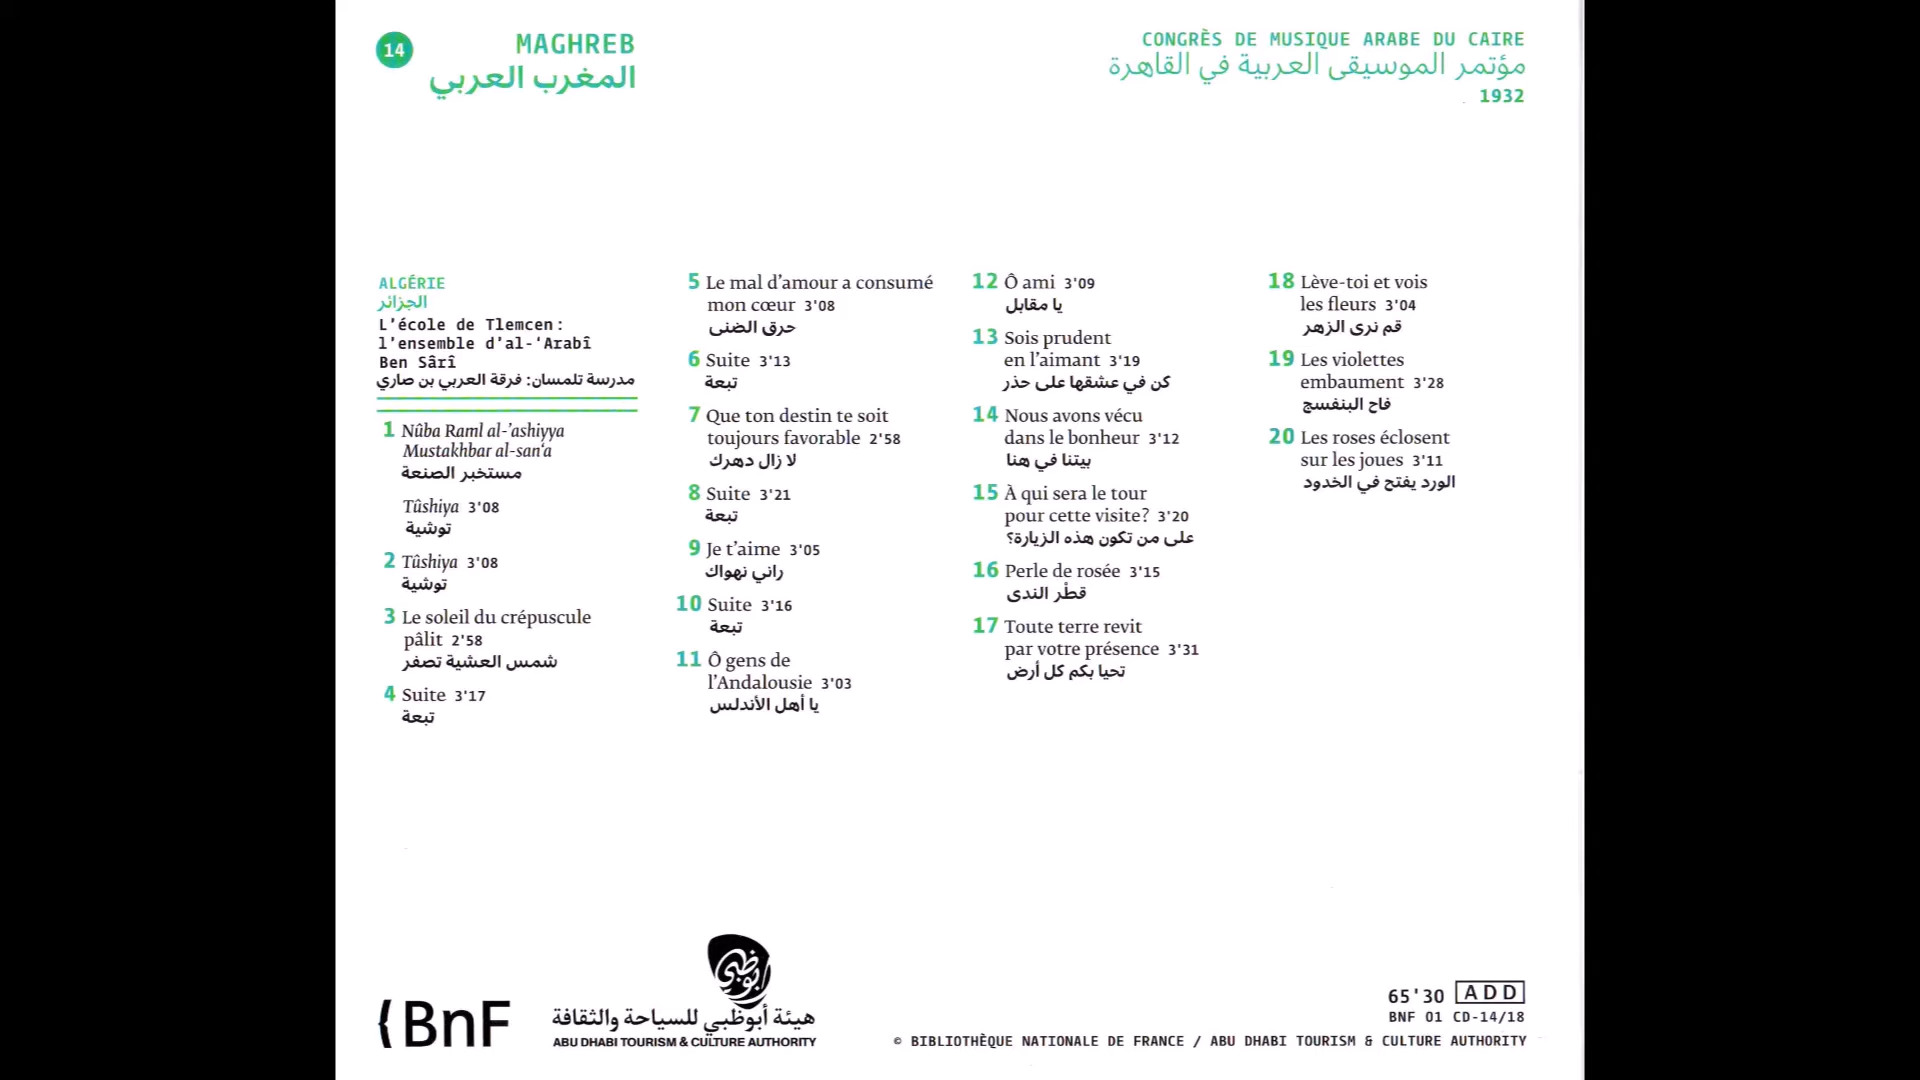 14
MAGHREB
المغرب العربي
CONGRÈS DE MUSIQUE ARABE DU CAIRE
مؤتمر الموسيقى العربية في القاهرة
1932
ALGÉRIE
الجزائر
L'école de Tlemcen:
l'ensemble d'al-‘Arabî
Ben Sârî
مدرسة تلمسان: فرقة العربي بن صاري
1 Nûba Raml al-’ashiyya
Mustakhbar al-san‘a
مستخبر الصنعة
Tûshiya 3'08
توشية
2 Tûshiya 3'08
توشية
3 Le soleil du crépuscule
pâlit 2'58
شمس العشية تصفر
4 Suite 3'17
تبعة
5 Le mal d’amour a consumé
mon cœur 3'08
حرق الضنى
6 Suite 3'13
تبعة
7 Que ton destin te soit
toujours favorable 2'58
لا زال دهرك
8 Suite 3'21
تبعة
9 Je t’aime 3'05
راني نهواك
10 Suite 3'16
تبعة
11 Ô gens de
l’Andalousie 3'03
يا أهل الأندلس
12 Ô ami 3'09
يا مقابل
13 Sois prudent
en l’aimant 3'19
كن في عشقها على حذر
14 Nous avons vécu
dans le bonheur 3'12
بيتنا في هنا
15 À qui sera le tour
pour cette visite? 3'20
على من تكون هذه الزيارة؟
16 Perle de rosée 3'15
قطْر الندى
17 Toute terre revit
par votre présence 3'31
تحيا بكم كل أرض
18 Lève-toi et vois
les fleurs 3'04
قم نرى الزهر
19 Les violettes
embaument 3'28
فاح البنفسج
20 Les roses éclosent
sur les joues 3'11
الورد يفتح في الخدود
{BnF
أبوظبي
هيئة أبوظبي للسياحة والثقافة
ABU DHABI TOURISM & CULTURE AUTHORITY
65'30 ADD
BNF 01 CD-14/18
© BIBLIOTHÈQUE NATIONALE DE FRANCE / ABU DHABI TOURISM & CULTURE AUTHORITY